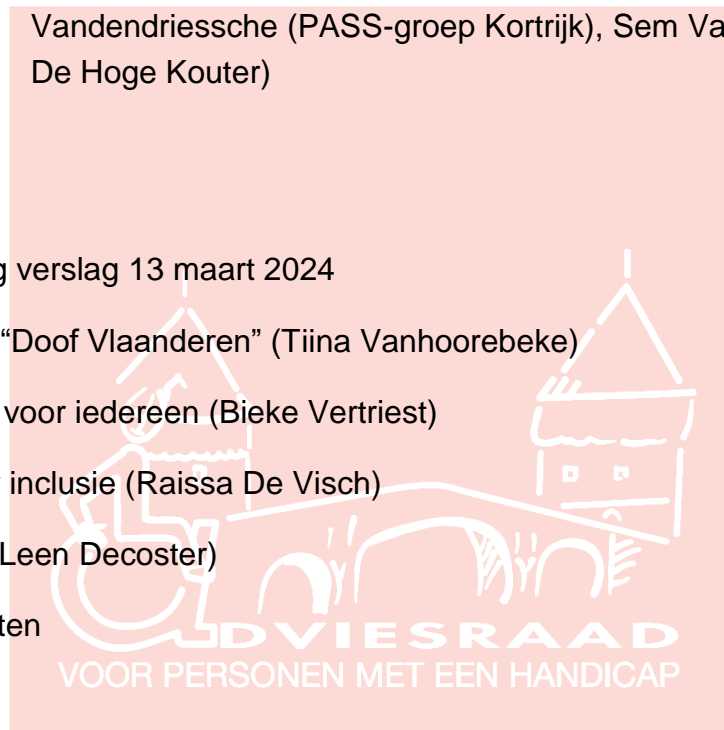 Vandendriessche (PASS-groep Kortrijk), Sem Va
De Hoge Kouter)
g verslag 13 maart 2024
“Doof Vlaanderen” (Tiina Vanhoorebeke)
voor iedereen (Bieke Vertriest)
inclusie (Raissa De Visch)
Leen Decoster)
ten
DVIESRAAD
VOOR PERSONEN MET EEN HANDICAP